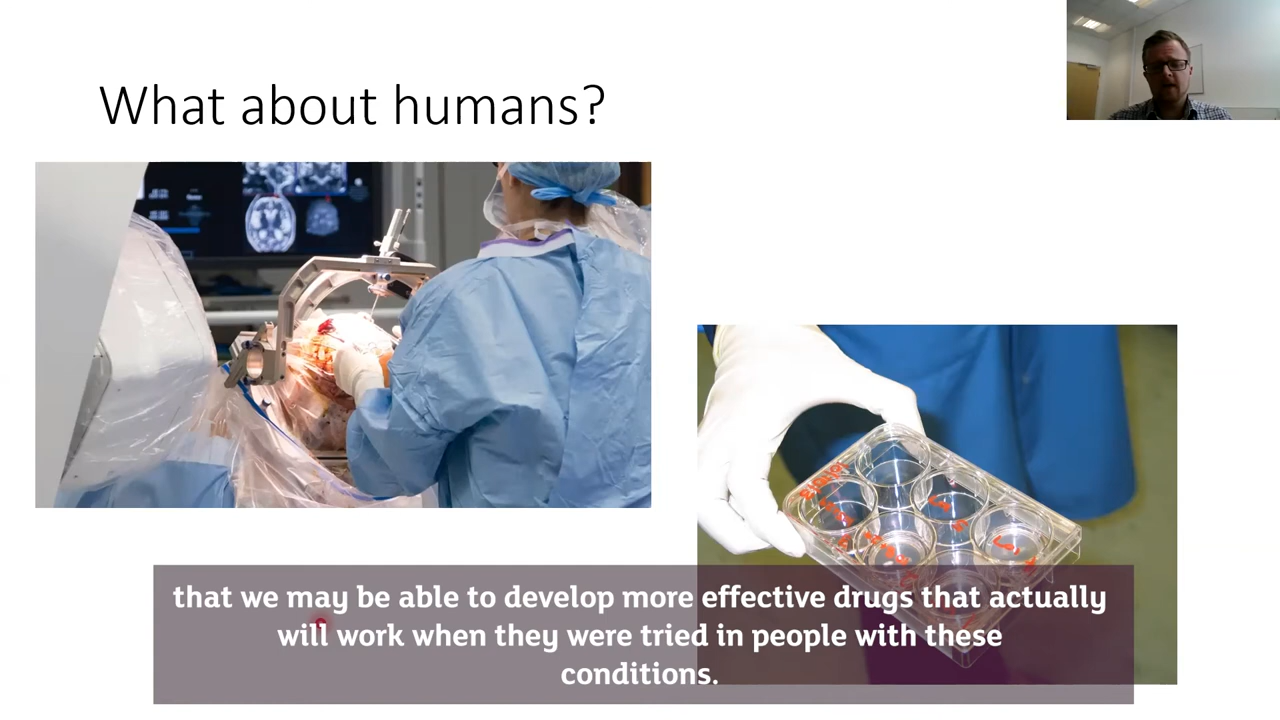 What about humans?
that we may be able to develop more effective drugs that actually
will work when they were tried in people with these
conditions.